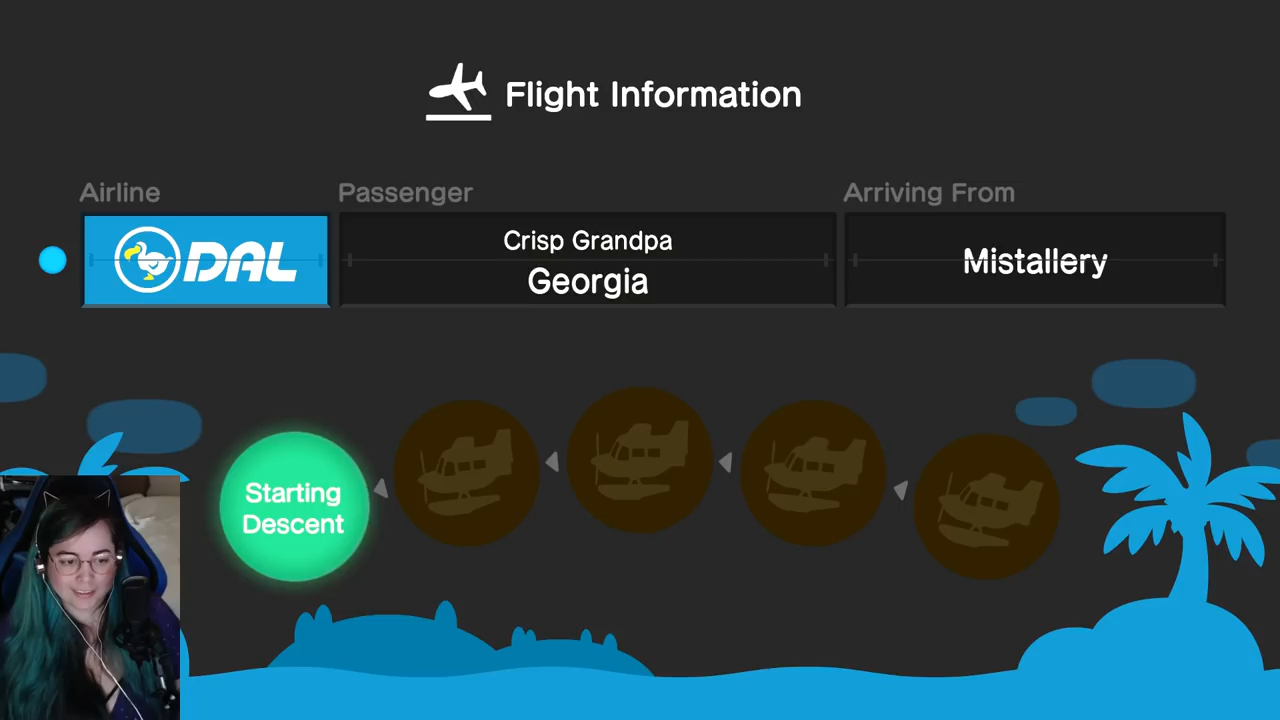 Flight Information
Airline
Passenger
Arriving From
DAL
Crisp Grandpa
Georgia
Mistallery
Starting
Descent